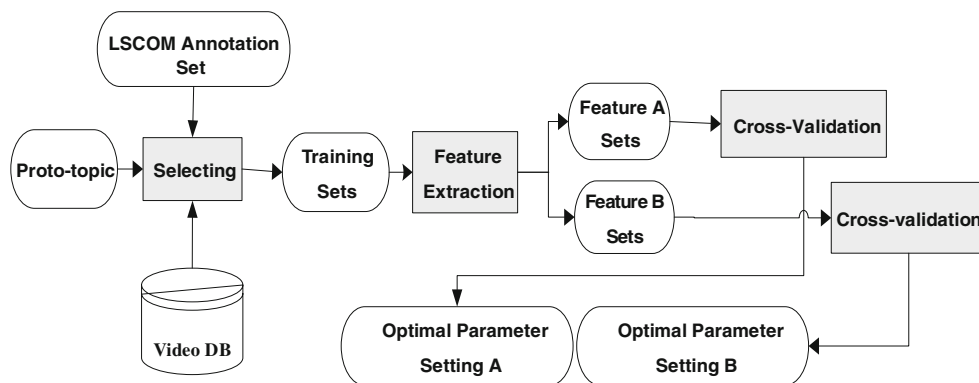 LSCOM Annotation
Set
Proto-topic
Selecting
Training
Sets
Feature
Extraction
Feature A
Sets
Feature B
Sets
Cross-Validation
Cross-validation
Video DB
Optimal Parameter
Setting A
Optimal Parameter
Setting B